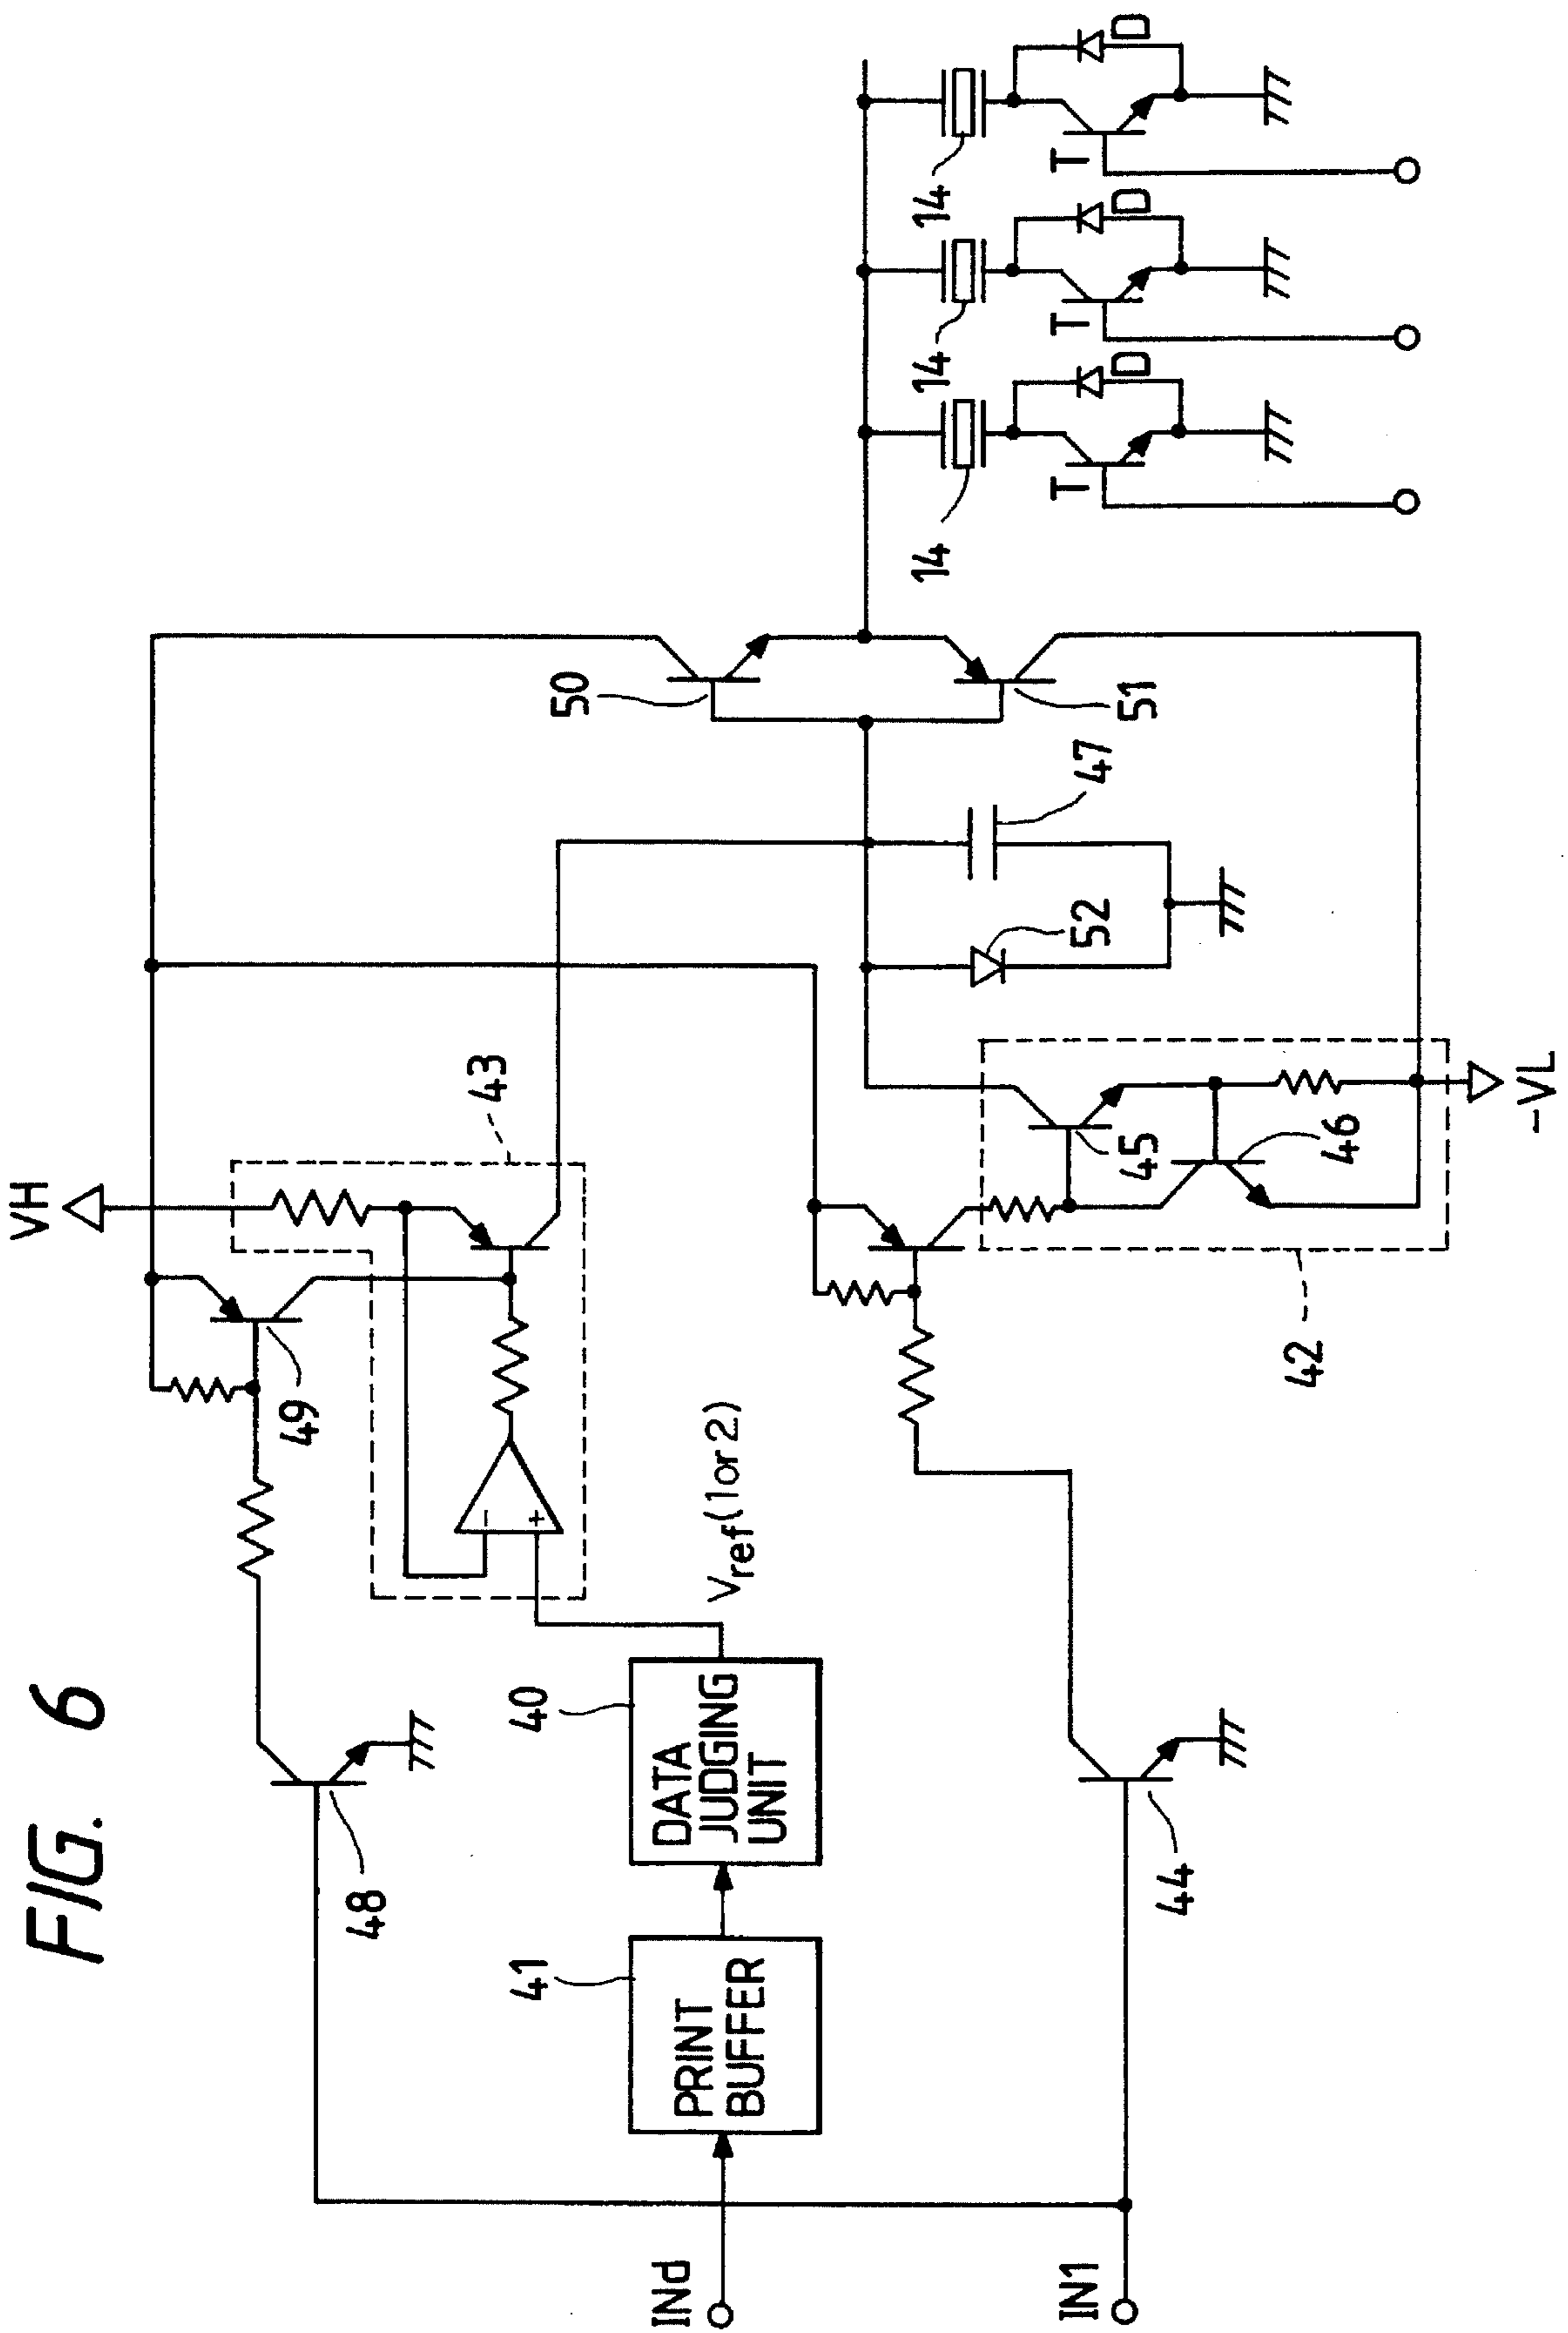 FIG. 6
VH
43
49
48
50
14
14
14
T
T
T
D
D
D
51
47
52
40
DATA
JUDGING
UNIT
Vref(1or2)
41
PRINT
BUFFER
INd
45
46
42
-VL
44
IN1
-
+